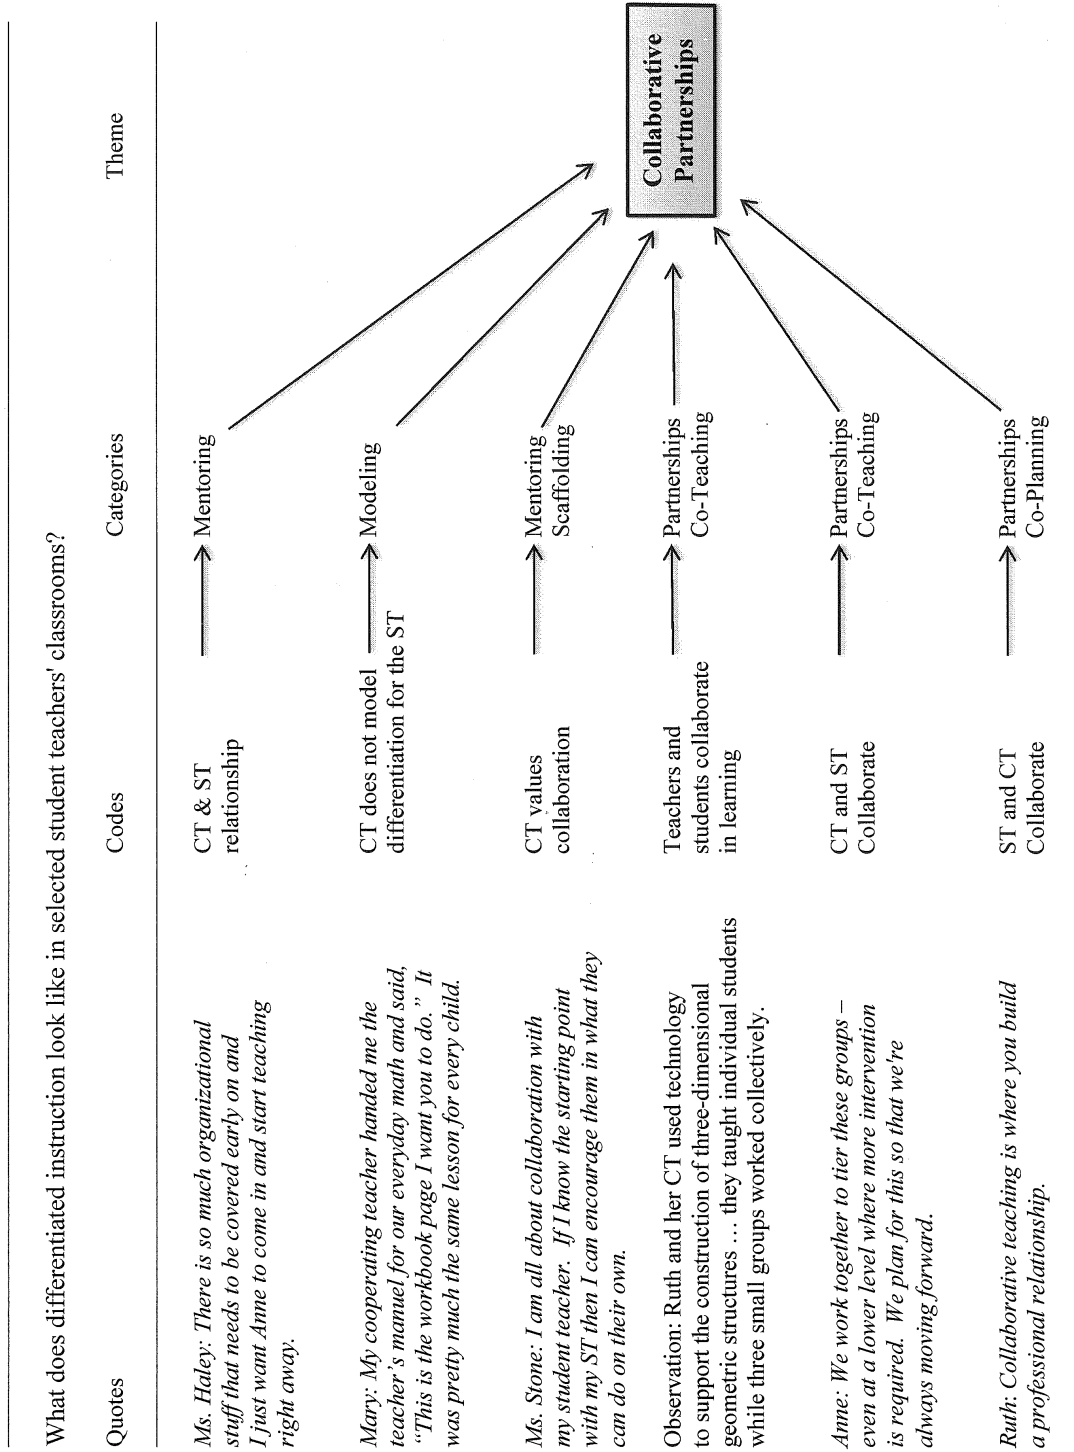 What does differentiated instruction look like in selected student teachers' classrooms?
Quotes
Codes
Categories
Theme
Ms. Haley: There is so much organizational
stuff that needs to be covered early on and
I just want Anne to come in and start teaching
right away.
CT & ST
relationship
Mentoring
Mary: My cooperating teacher handed me the
teacher's manuel for our everyday math and said,
“This is the workbook page I want you to do.” It
was pretty much the same lesson for every child.
CT does not model
differentiation for the ST
Modeling
Ms. Stone: I am all about collaboration with
my student teacher. If I know the starting point
with my ST then I can encourage them in what they
can do on their own.
CT values
collaboration
Mentoring
Scaffolding
Observation: Ruth and her CT used technology
to support the construction of three-dimensional
geometric structures … they taught individual students
while three small groups worked collectively.
Teachers and
students collaborate
in learning
Partnerships
Co-Teaching
Anne: We work together to tier these groups –
even at a lower level where more intervention
is required. We plan for this so that we're
always moving forward.
CT and ST
Collaborate
Partnerships
Co-Teaching
Ruth: Collaborative teaching is where you build
a professional relationship.
ST and CT
Collaborate
Partnerships
Co-Planning
Collaborative
Partnerships